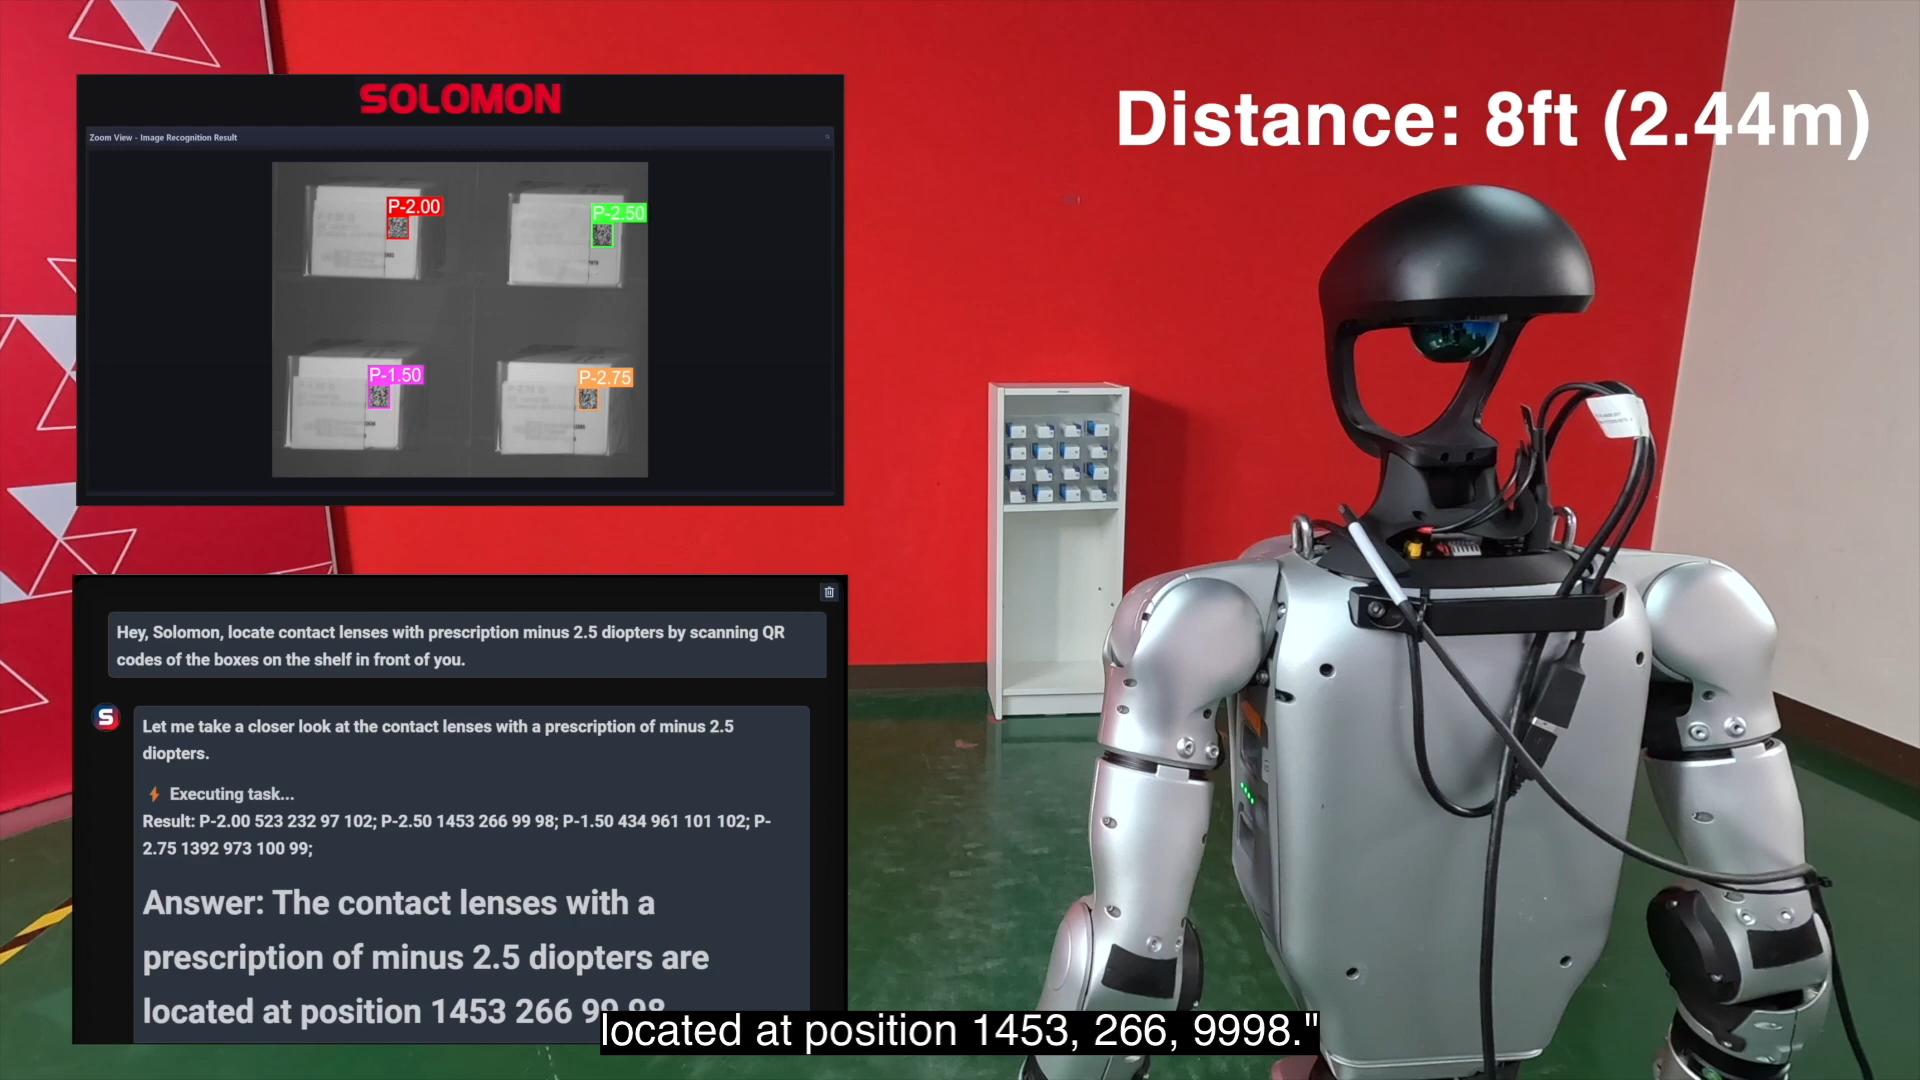 SOLOMON
Zoom View - Image Recognition Result
P-2.00
P-2.50
P-1.50
P-2.75
Distance: 8ft (2.44m)
Hey, Solomon, locate contact lenses with prescription minus 2.5 diopters by scanning QR
codes of the boxes on the shelf in front of you.
S
Let me take a closer look at the contact lenses with a prescription of minus 2.5
diopters.
Executing task...
Result: P-2.00 523 232 97 102; P-2.50 1453 266 99 98; P-1.50 434 961 101 102; P-
2.75 1392 973 100 99;
Answer: The contact lenses with a
prescription of minus 2.5 diopters are
located at position 1453 266 99 98
located at position 1453, 266, 9998."